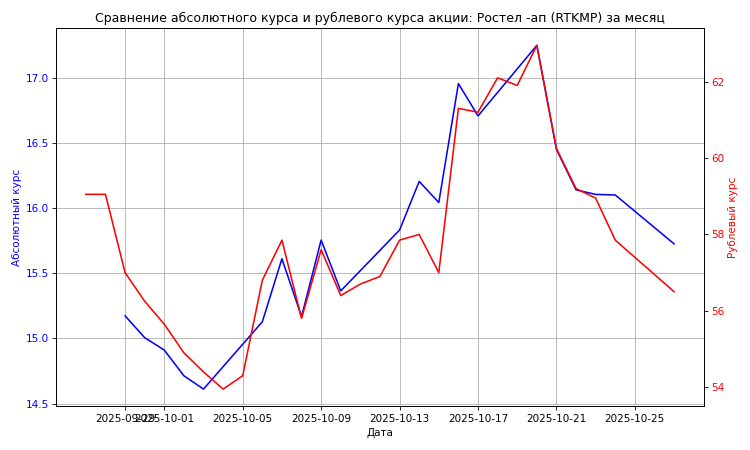 Сравнение абсолютного курса и рублевого курса акции: Ростел -ап (RTKMP) за месяц
Абсолютный курс
17.0
16.5
16.0
15.5
15.0
14.5
62
60
58
56
54
Рублевый курс
2025-09-29 2025-10-01 2025-10-05 2025-10-09 2025-10-13 2025-10-17 2025-10-21 2025-10-25
Дата